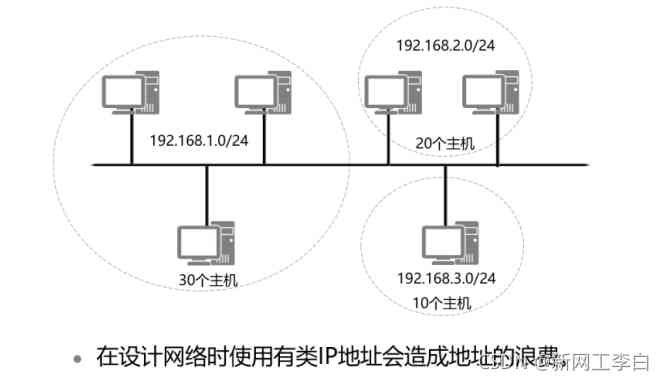 192.168.2.0/24
192.168.1.0/24
20个主机
30个主机
192.168.3.0/24
10个主机
• 在设计网络时使用有类IP地址会造成地址的浪费,
CSDN @新网工李白